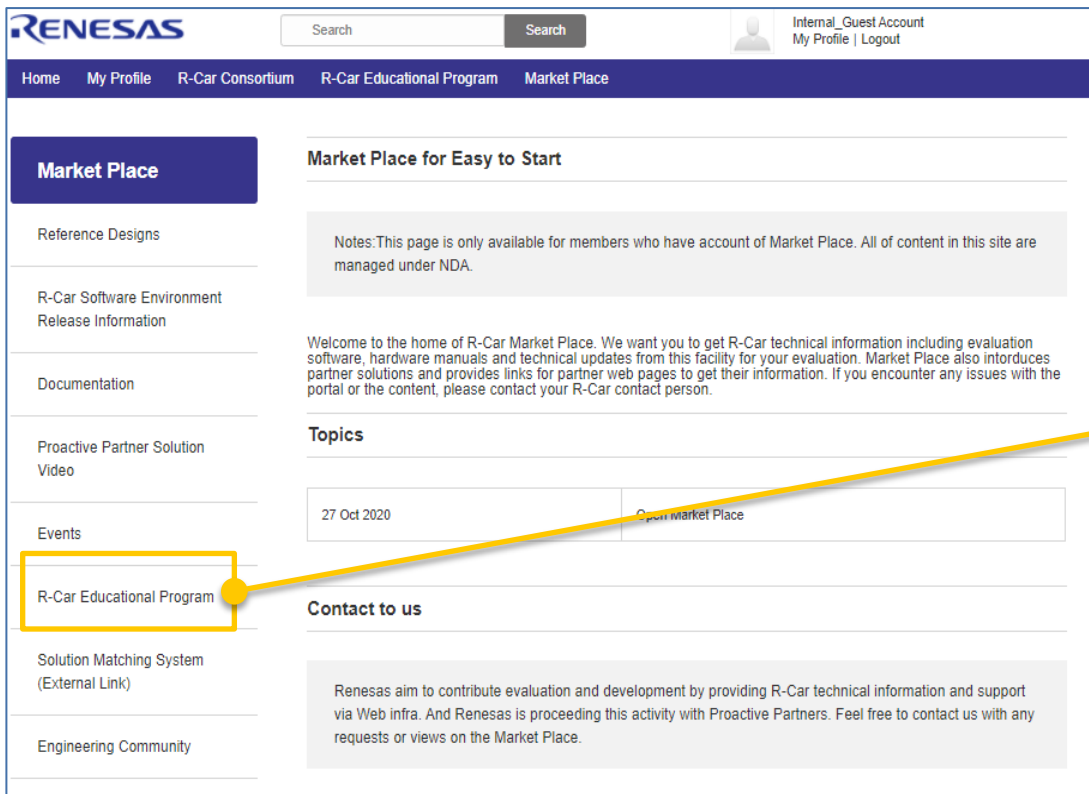 RENESAS
Search
Search
Internal_Guest Account
My Profile | Logout
Home My Profile R-Car Consortium R-Car Educational Program Market Place
Market Place
Reference Designs
R-Car Software Environment
Release Information
Documentation
Proactive Partner Solution
Video
Events
R-Car Educational Program
Solution Matching System
(External Link)
Engineering Community
Market Place for Easy to Start
Notes:This page is only available for members who have account of Market Place. All of content in this site are
managed under NDA.
Welcome to the home of R-Car Market Place. We want you to get R-Car technical information including evaluation
software, hardware manuals and technical updates from this facility for your evaluation. Market Place also intorduces
partner solutions and provides links for partner web pages to get their information. If you encounter any issues with the
portal or the content, please contact your R-Car contact person.
Topics
27 Oct 2020 Open Market Place
Contact to us
Renesas aim to contribute evaluation and development by providing R-Car technical information and support
via Web infra. And Renesas is proceeding this activity with Proactive Partners. Feel free to contact us with any
requests or views on the Market Place.